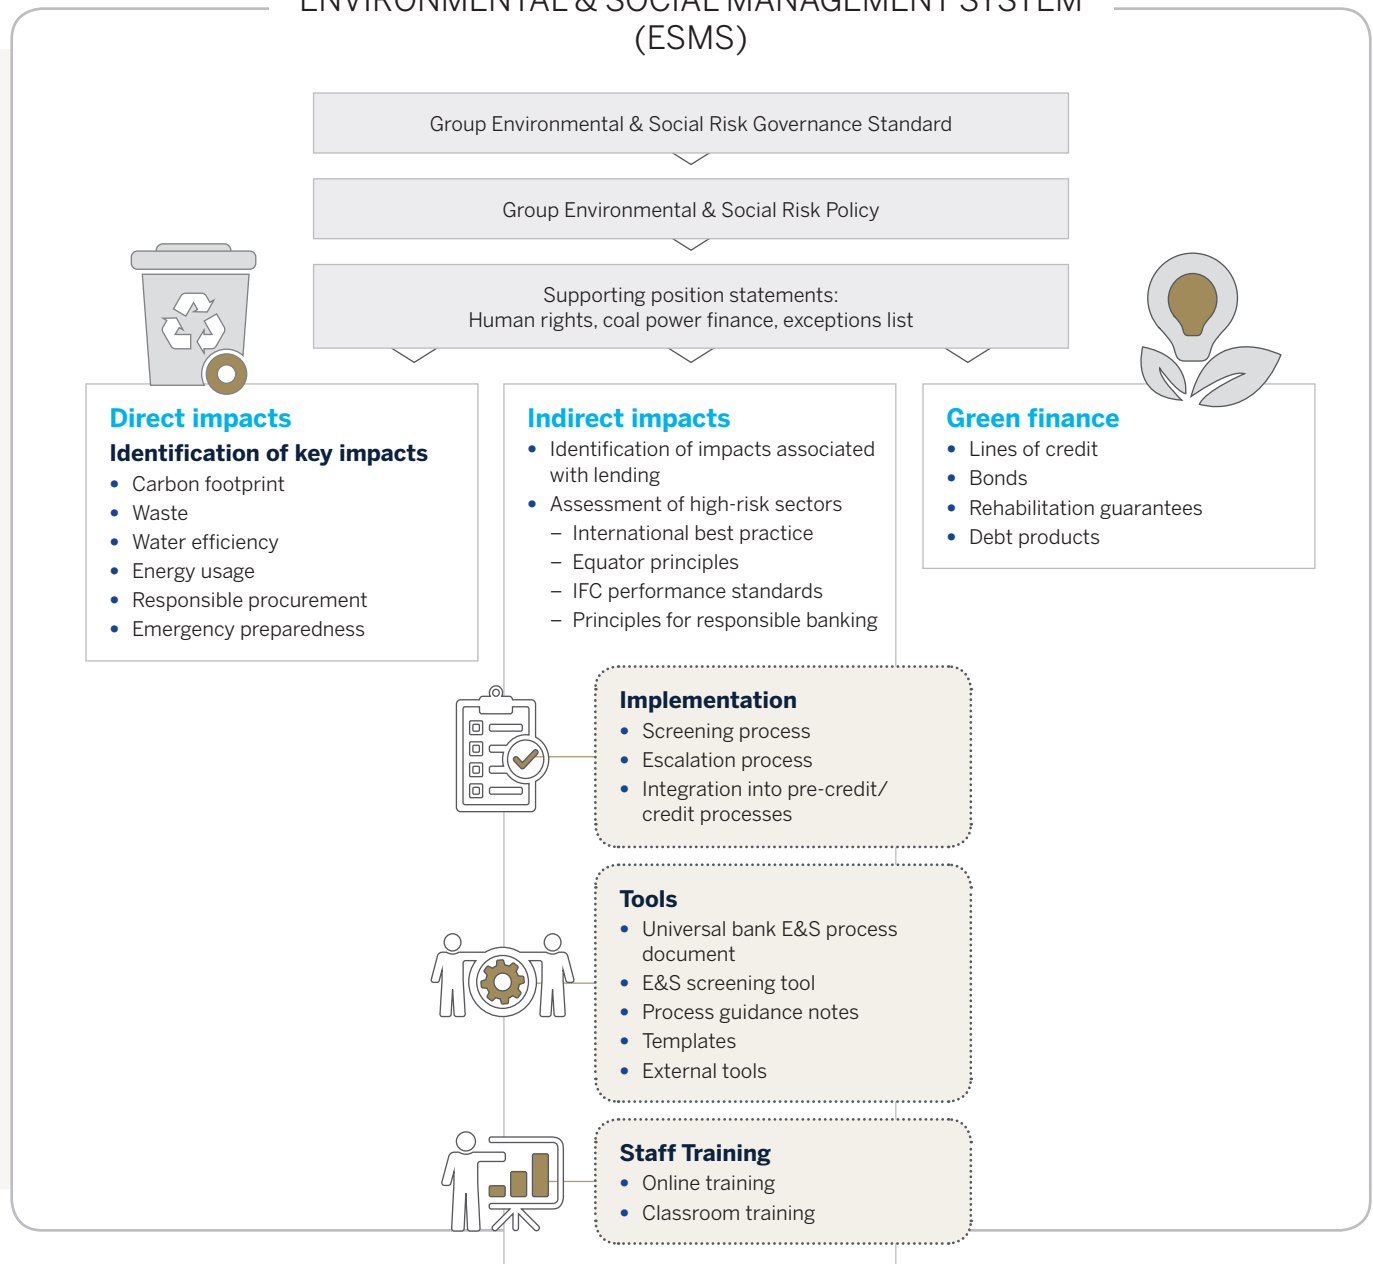 ENVIRONMENTAL & SOCIAL MANAGEMENT SYSTEM
(ESMS)
Group Environmental & Social Risk Governance Standard
Group Environmental & Social Risk Policy
Supporting position statements:
Human rights, coal power finance, exceptions list
Direct impacts
Identification of key impacts
• Carbon footprint
• Waste
• Water efficiency
• Energy usage
• Responsible procurement
• Emergency preparedness
Indirect impacts
• Identification of impacts associated
with lending
• Assessment of high-risk sectors
– International best practice
– Equator principles
– IFC performance standards
– Principles for responsible banking
Green finance
• Lines of credit
• Bonds
• Rehabilitation guarantees
• Debt products
Implementation
• Screening process
• Escalation process
• Integration into pre-credit/
credit processes
Tools
• Universal bank E&S process
document
• E&S screening tool
• Process guidance notes
• Templates
• External tools
Staff Training
• Online training
• Classroom training